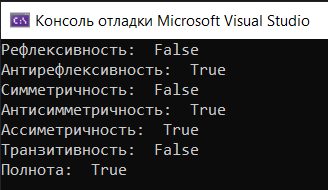 Консоль отладки Microsoft Visual Studio
Рефлексивность:  False
Антирефлексивность:  True
Симметричность:  False
Антисимметричность:  True
Ассиметричность:  True
Транзитивность:  False
Полнота:  True